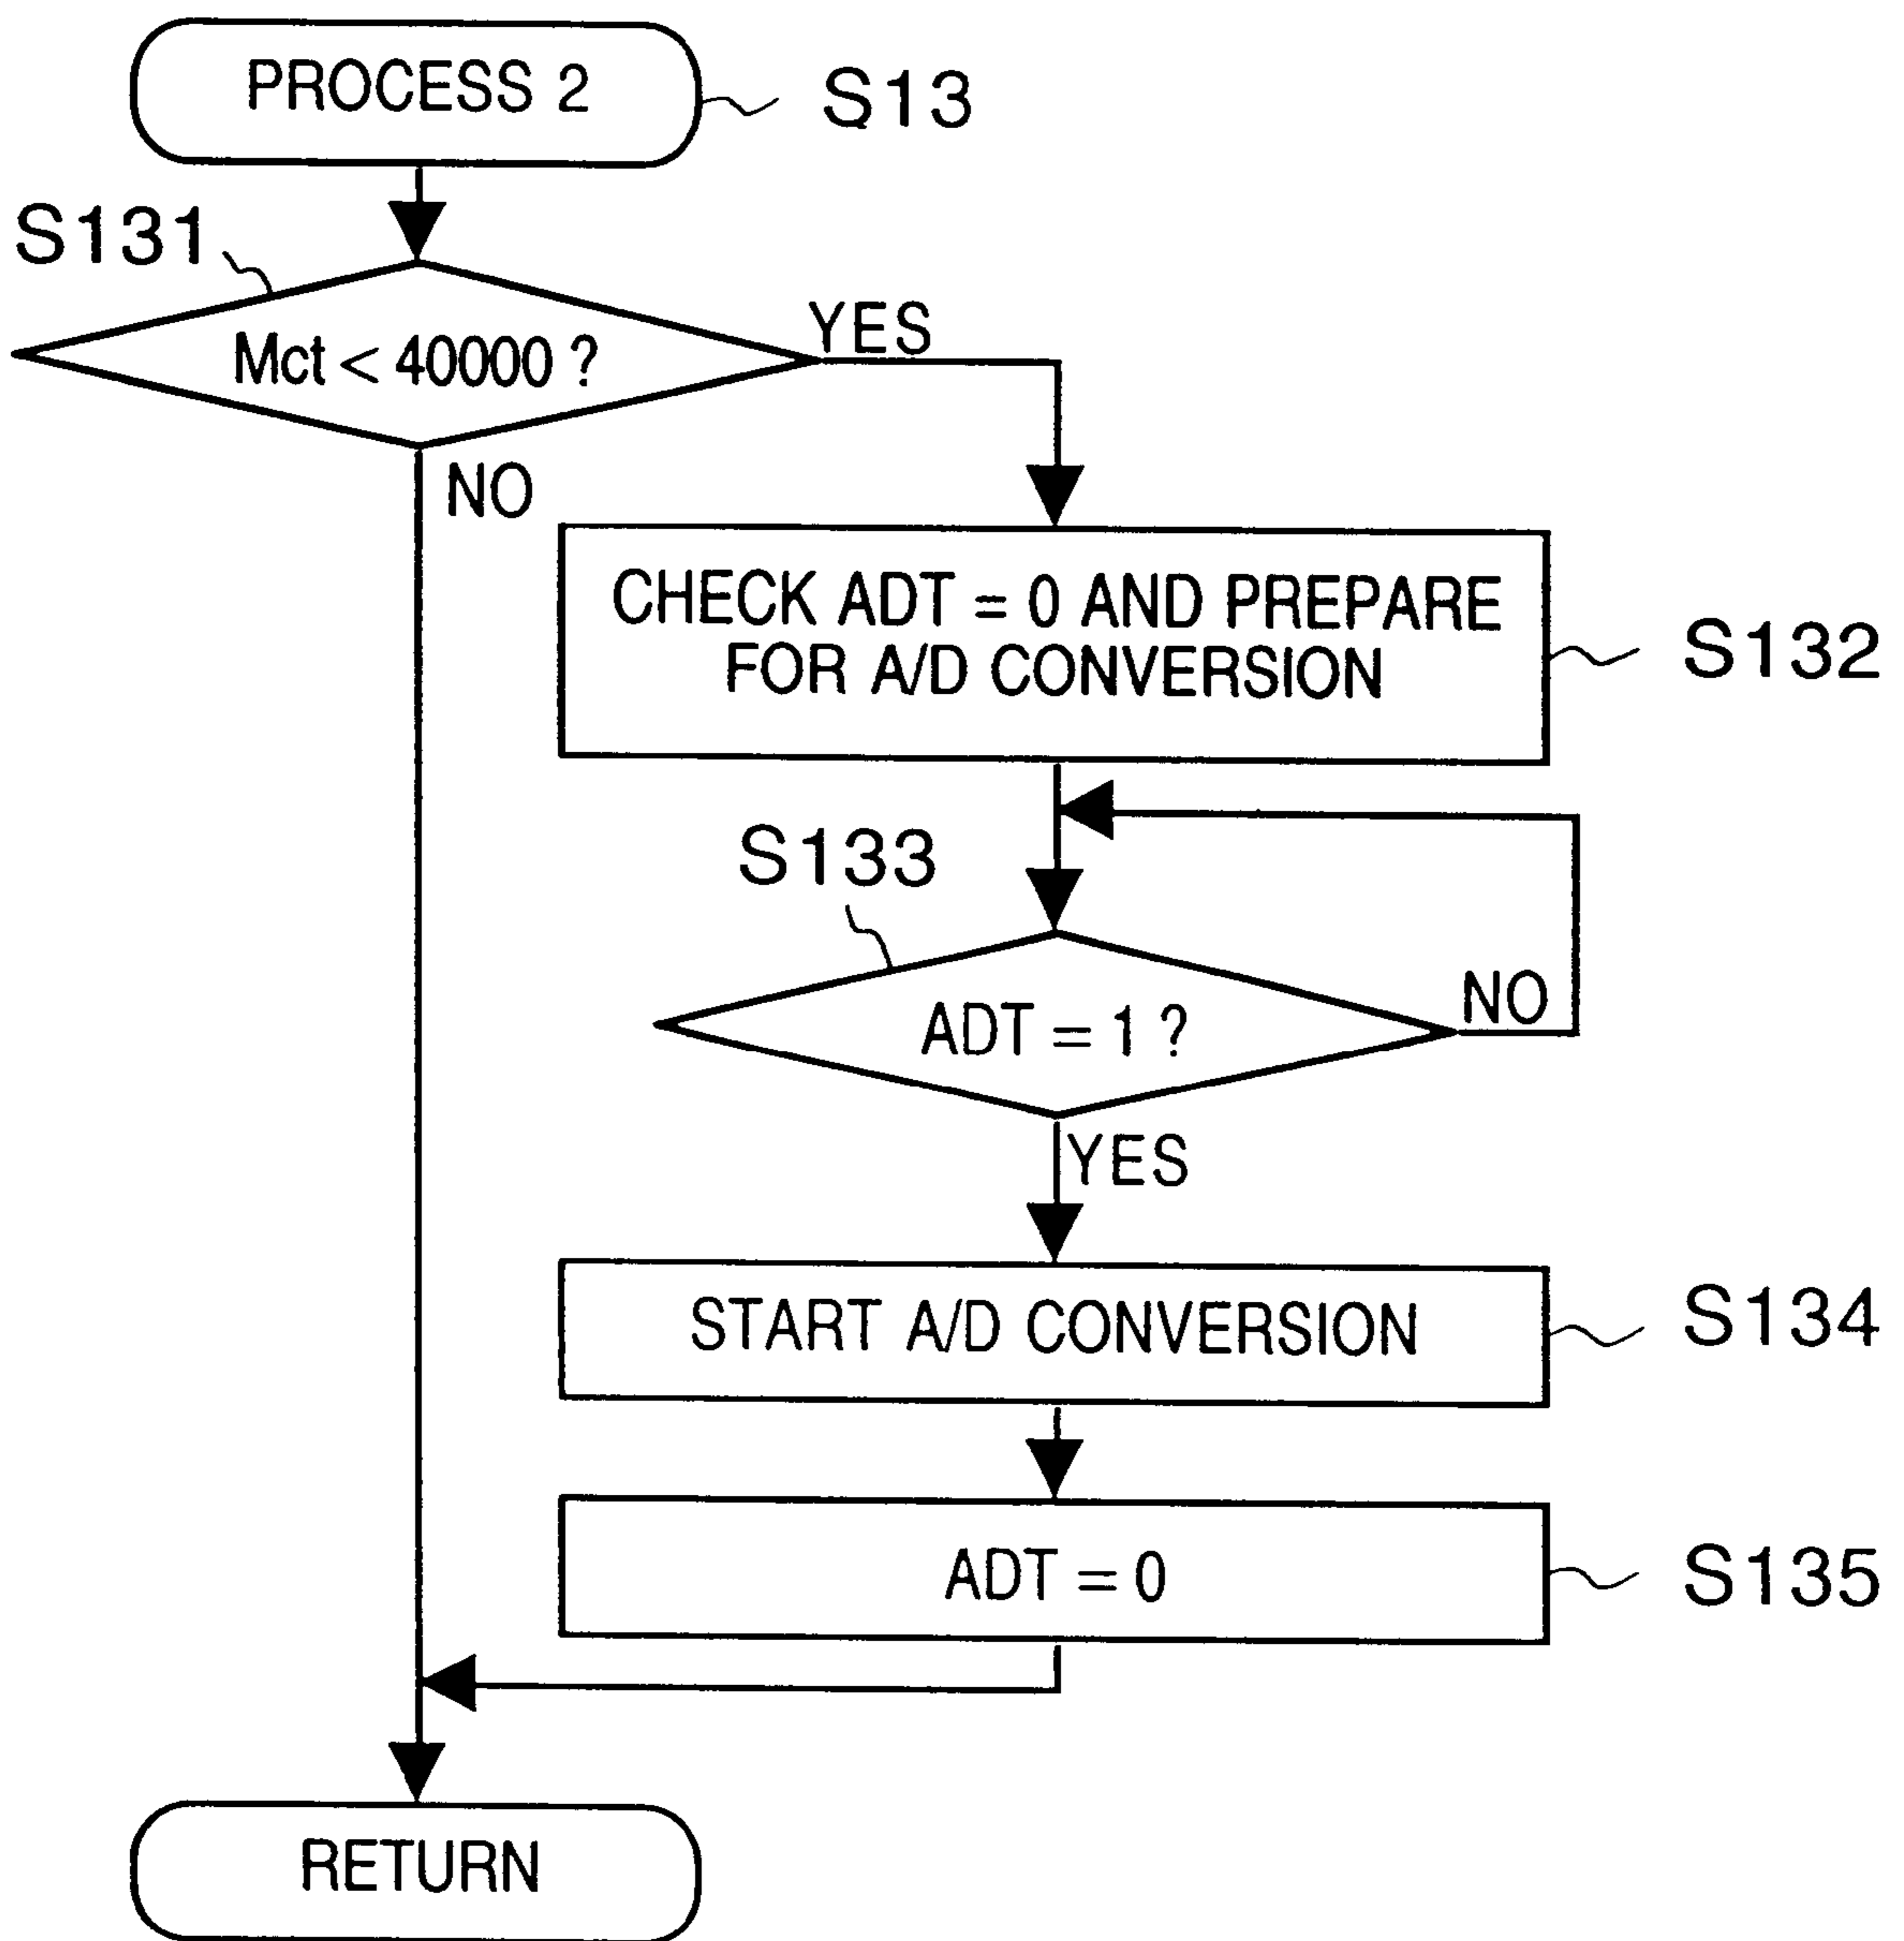 PROCESS 2
S13
S131
Mct < 40000 ?
YES
NO
CHECK ADT = 0 AND PREPARE
FOR A/D CONVERSION
S132
S133
ADT = 1 ?
NO
YES
START A/D CONVERSION
S134
ADT = 0
S135
RETURN